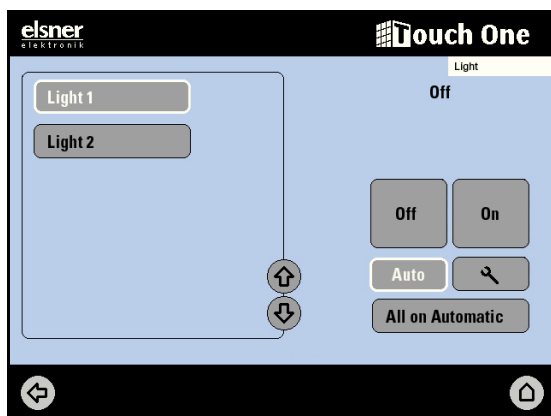 elsner
elektronik
Touch One
Light
Light 1
Off
Light 2
Off
On
Auto
All on Automatic